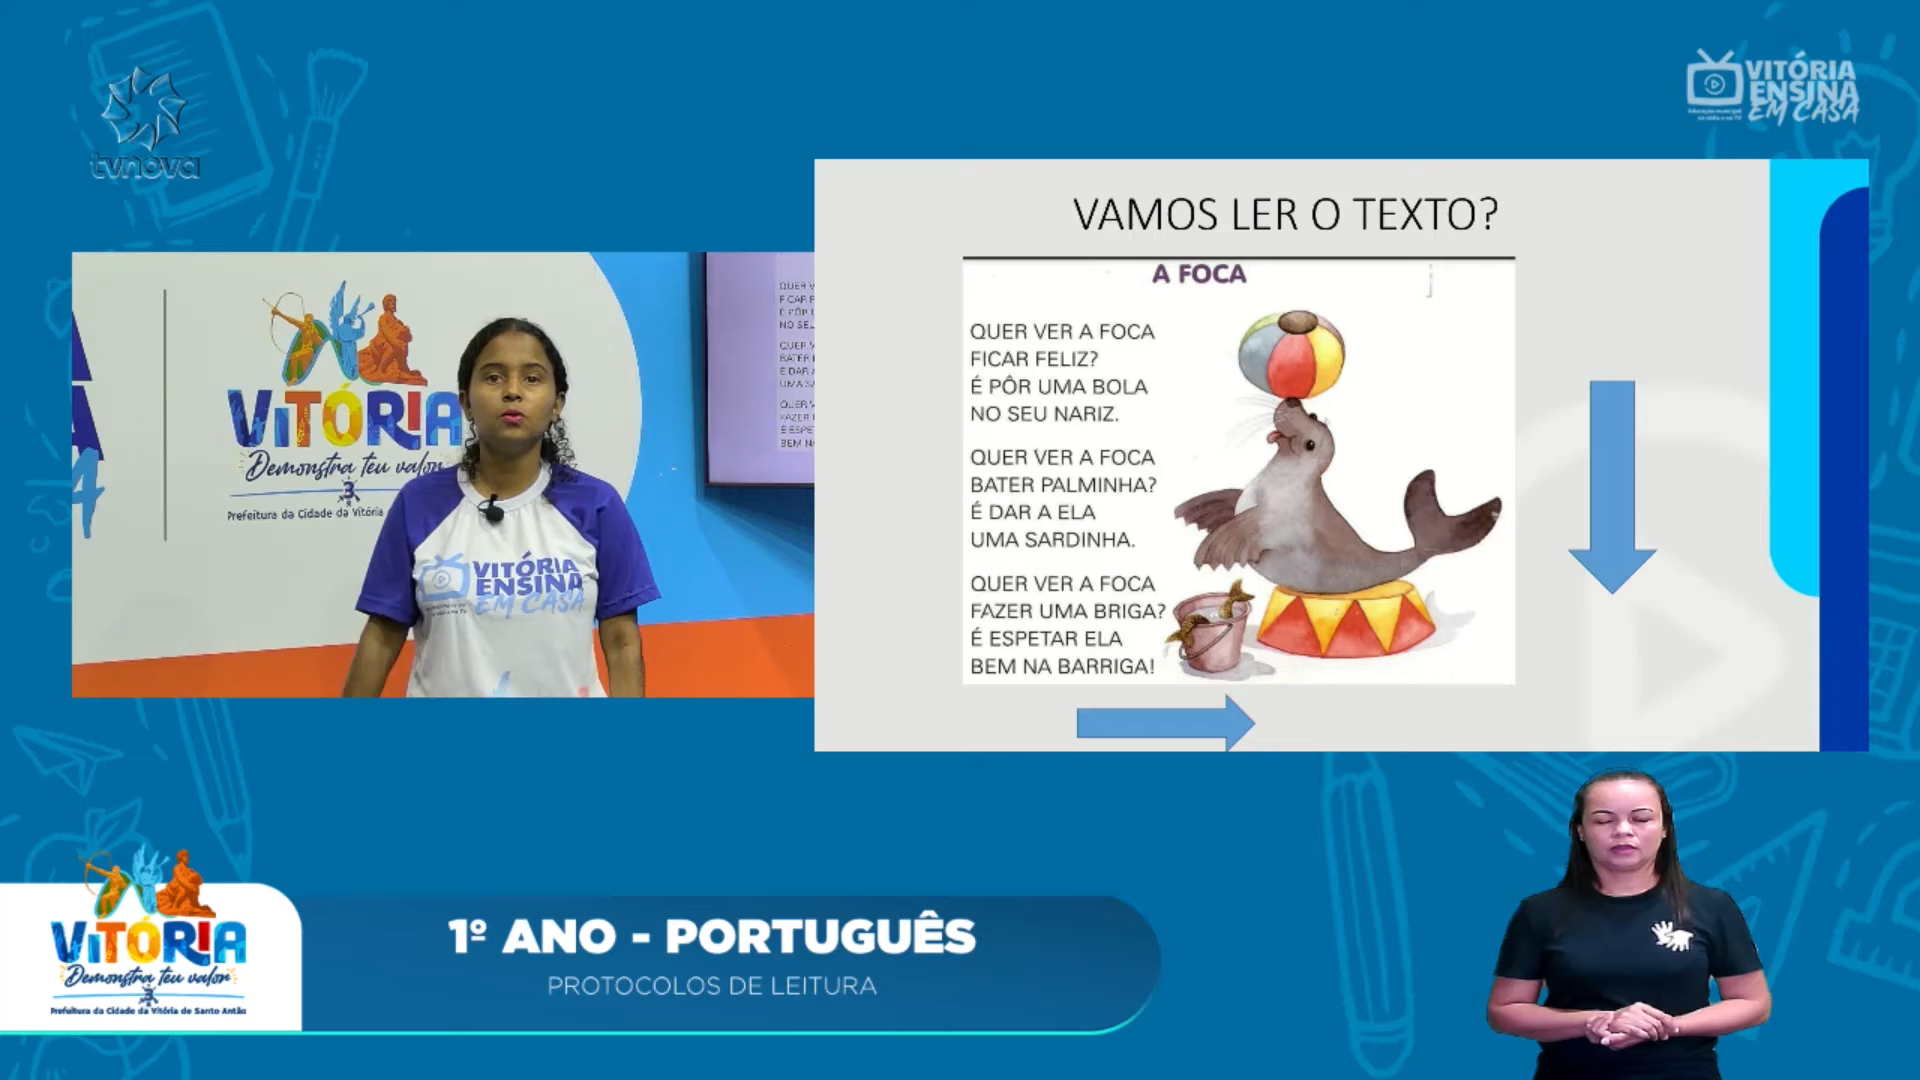 tvnova
VITÓRIA
ENSINA
EM CASA
VAMOS LER O TEXTO?
A FOCA
QUER VER A FOCA
FICAR FELIZ?
É PÔR UMA BOLA
NO SEU NARIZ.
QUER VER A FOCA
BATER PALMINHA?
É DAR A ELA
UMA SARDINHA.
QUER VER A FOCA
FAZER UMA BRIGA?
É ESPETAR ELA
BEM NA BARRIGA!
VITÓRIA
Demonstra teu valor
Prefeitura da Cidade da Vitória
VITÓRIA
ENSINA
EM CASA
1º ANO - PORTUGUÊS
PROTOCOLOS DE LEITURA
VITÓRIA
Demonstra teu valor
Prefeitura da Cidade da Vitória de Santo Antão